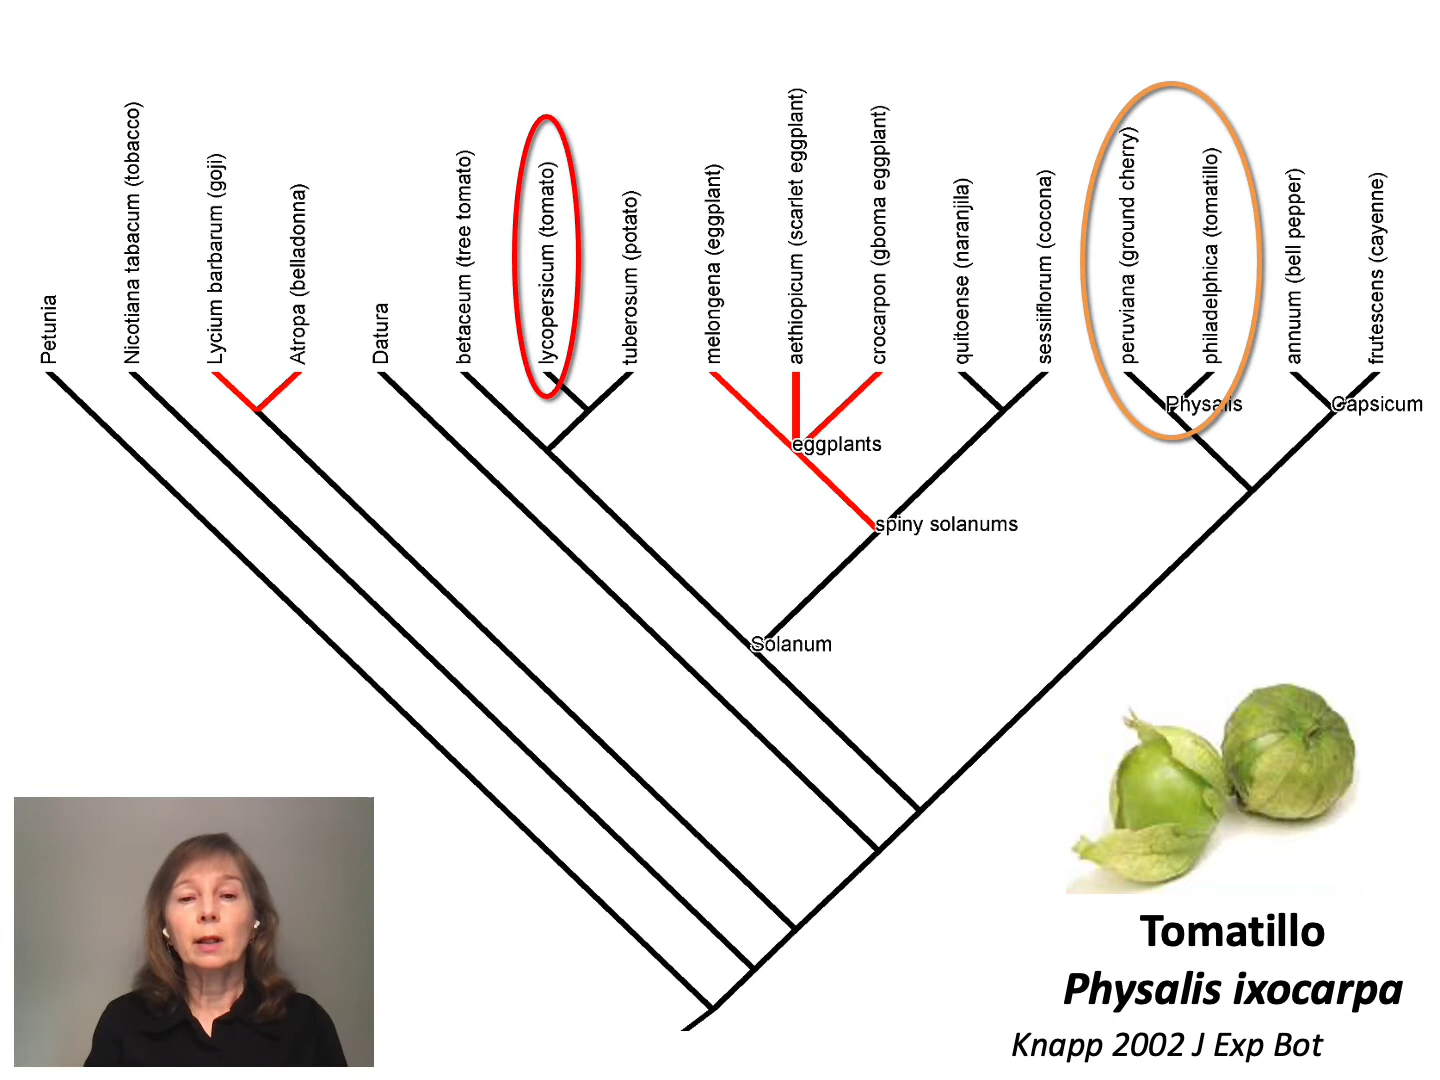 Petunia
Nicotiana tabacum (tobacco)
Lycium barbarum (goji)
Atropa (belladonna)
Datura
betaceum (tree tomato)
lycopersicum (tomato)
tuberosum (potato)
melongena (eggplant)
aethiopicum (scarlet eggplant)
crocarpon (gboma eggplant)
quitoense (naranjila)
sessiiflorum (cocona)
peruviana (ground cherry)
philadelphica (tomatillo)
annuum (bell pepper)
frutescens (cayenne)
Physalis
Capsicum
eggplants
spiny solanums
Solanum
Tomatillo
Physalis ixocarpa
Knapp 2002 J Exp Bot